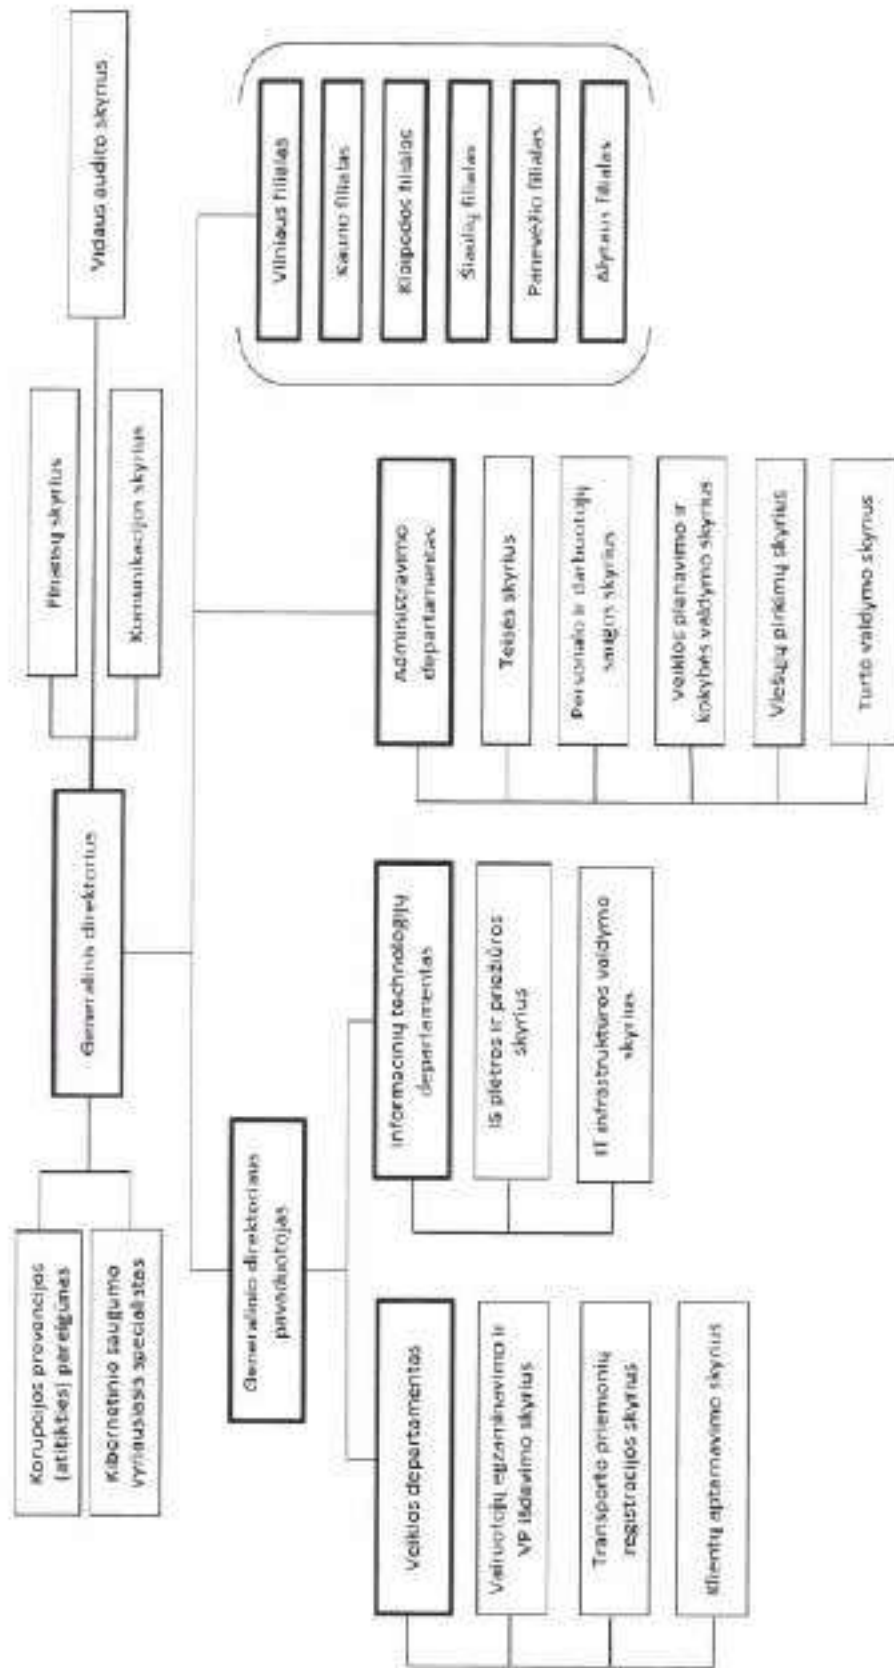 Korupcijos prevencijos
(atitikties) pareigūnas
Kibernetinio saugumo
vyriausiasis specialistas
Generalinis direktorius
Finansų skyrius
Komunikacijos skyrius
Vidaus audito skyrius
Generalinio direktoriaus
pavaduotojas
Veiklos departamentas
Vairuotojų egzaminavimo ir
VP išdavimo skyrius
Transporto priemonių
registracijos skyrius
Klientų aptarnavimo skyrius
Informacinių technologijų
departamentas
IS plėtros ir priežiūros
skyrius
IT infrastruktūros valdymo
skyrius
Administravimo
departamentas
Teisės skyrius
Personalo ir darbuotojų
saugos skyrius
Veiklos planavimo ir
kokybės valdymo skyrius
Viešųjų pirkimų skyrius
Turto valdymo skyrius
Vilniaus filialas
Kauno filialas
Klaipėdos filialas
Šiaulių filialas
Panevėžio filialas
Alytaus filialas